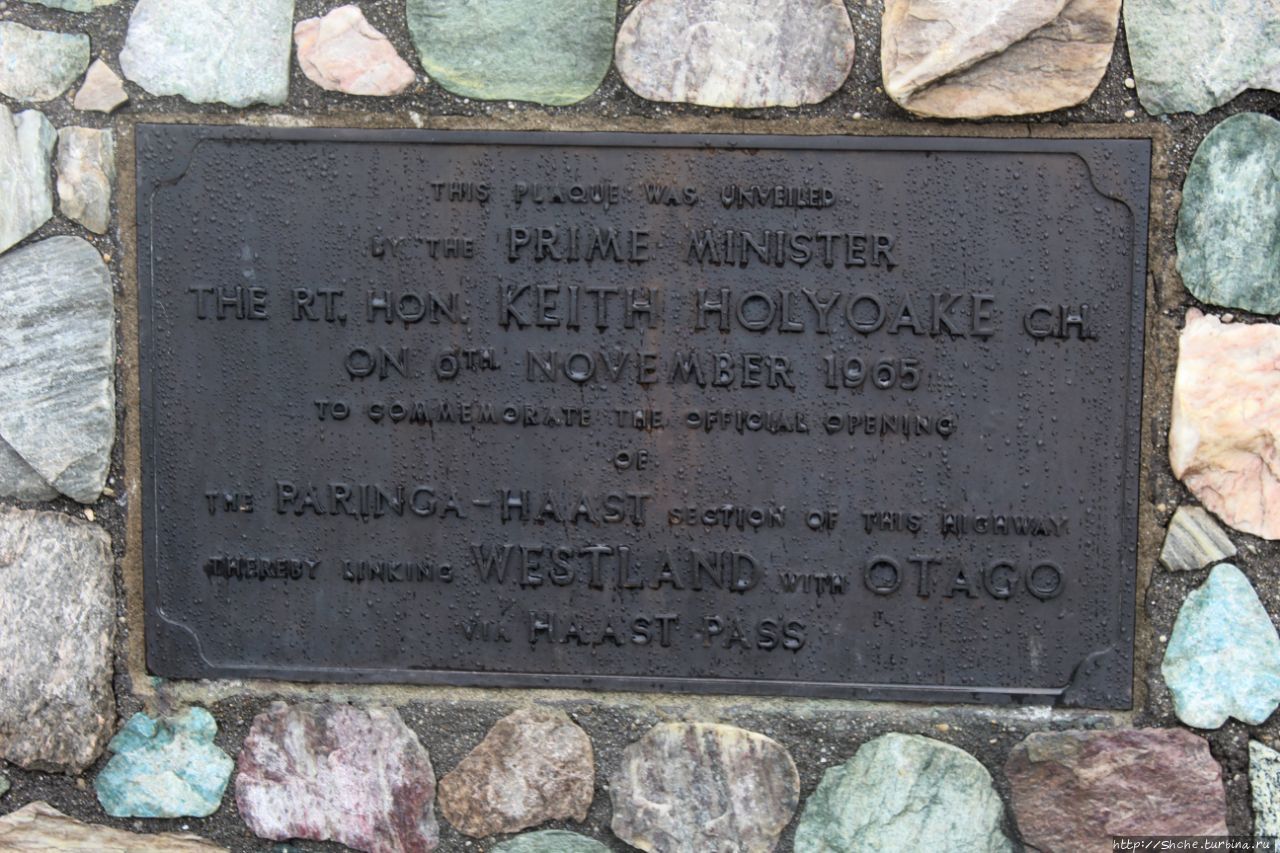 THIS PLAQUE WAS UNVEILED
BY THE PRIME MINISTER
THE RT. HON. KEITH HOLYOAKE C.H.
ON 6TH. NOVEMBER 1965
TO COMMEMORATE THE OFFICIAL OPENING
OF
THE PARINGA-HAAST SECTION OF THIS HIGHWAY
THEREBY LINKING WESTLAND WITH OTAGO
VIA HAAST PASS
http://Shche.turbina.ru